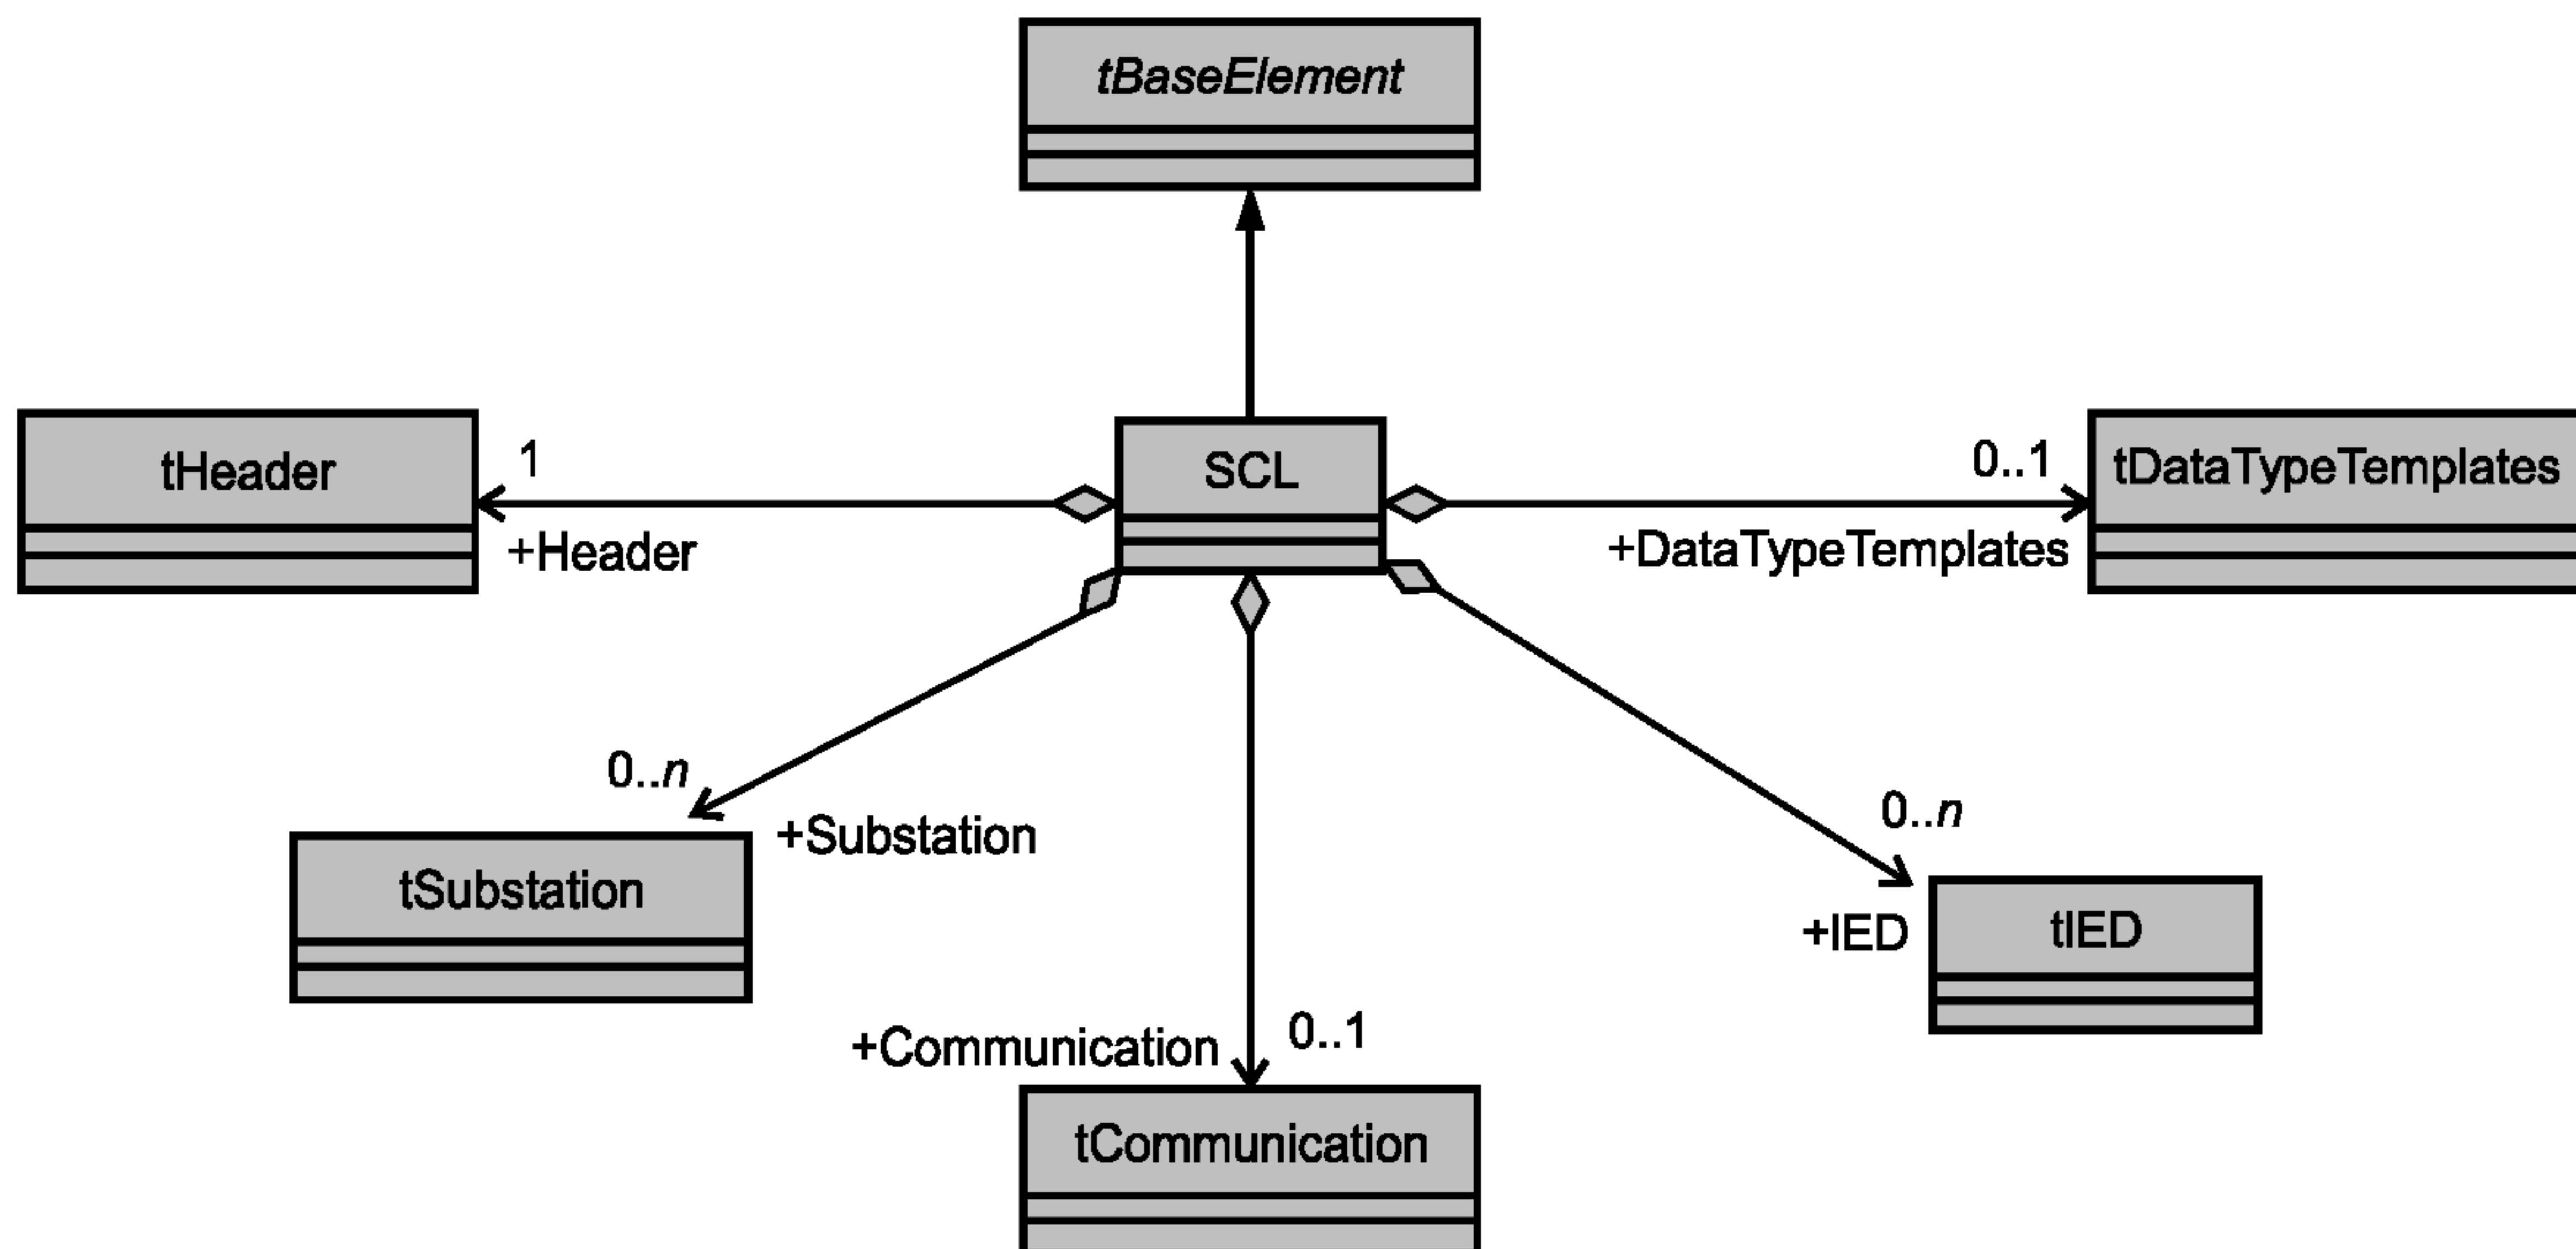 tBaseElement
tHeader
1
+Header
SCL
0..1
tDataTypeTemplates
+DataTypeTemplates
0..n
+Substation
tSubstation
0..n
+IED
tIED
+Communication
0..1
tCommunication